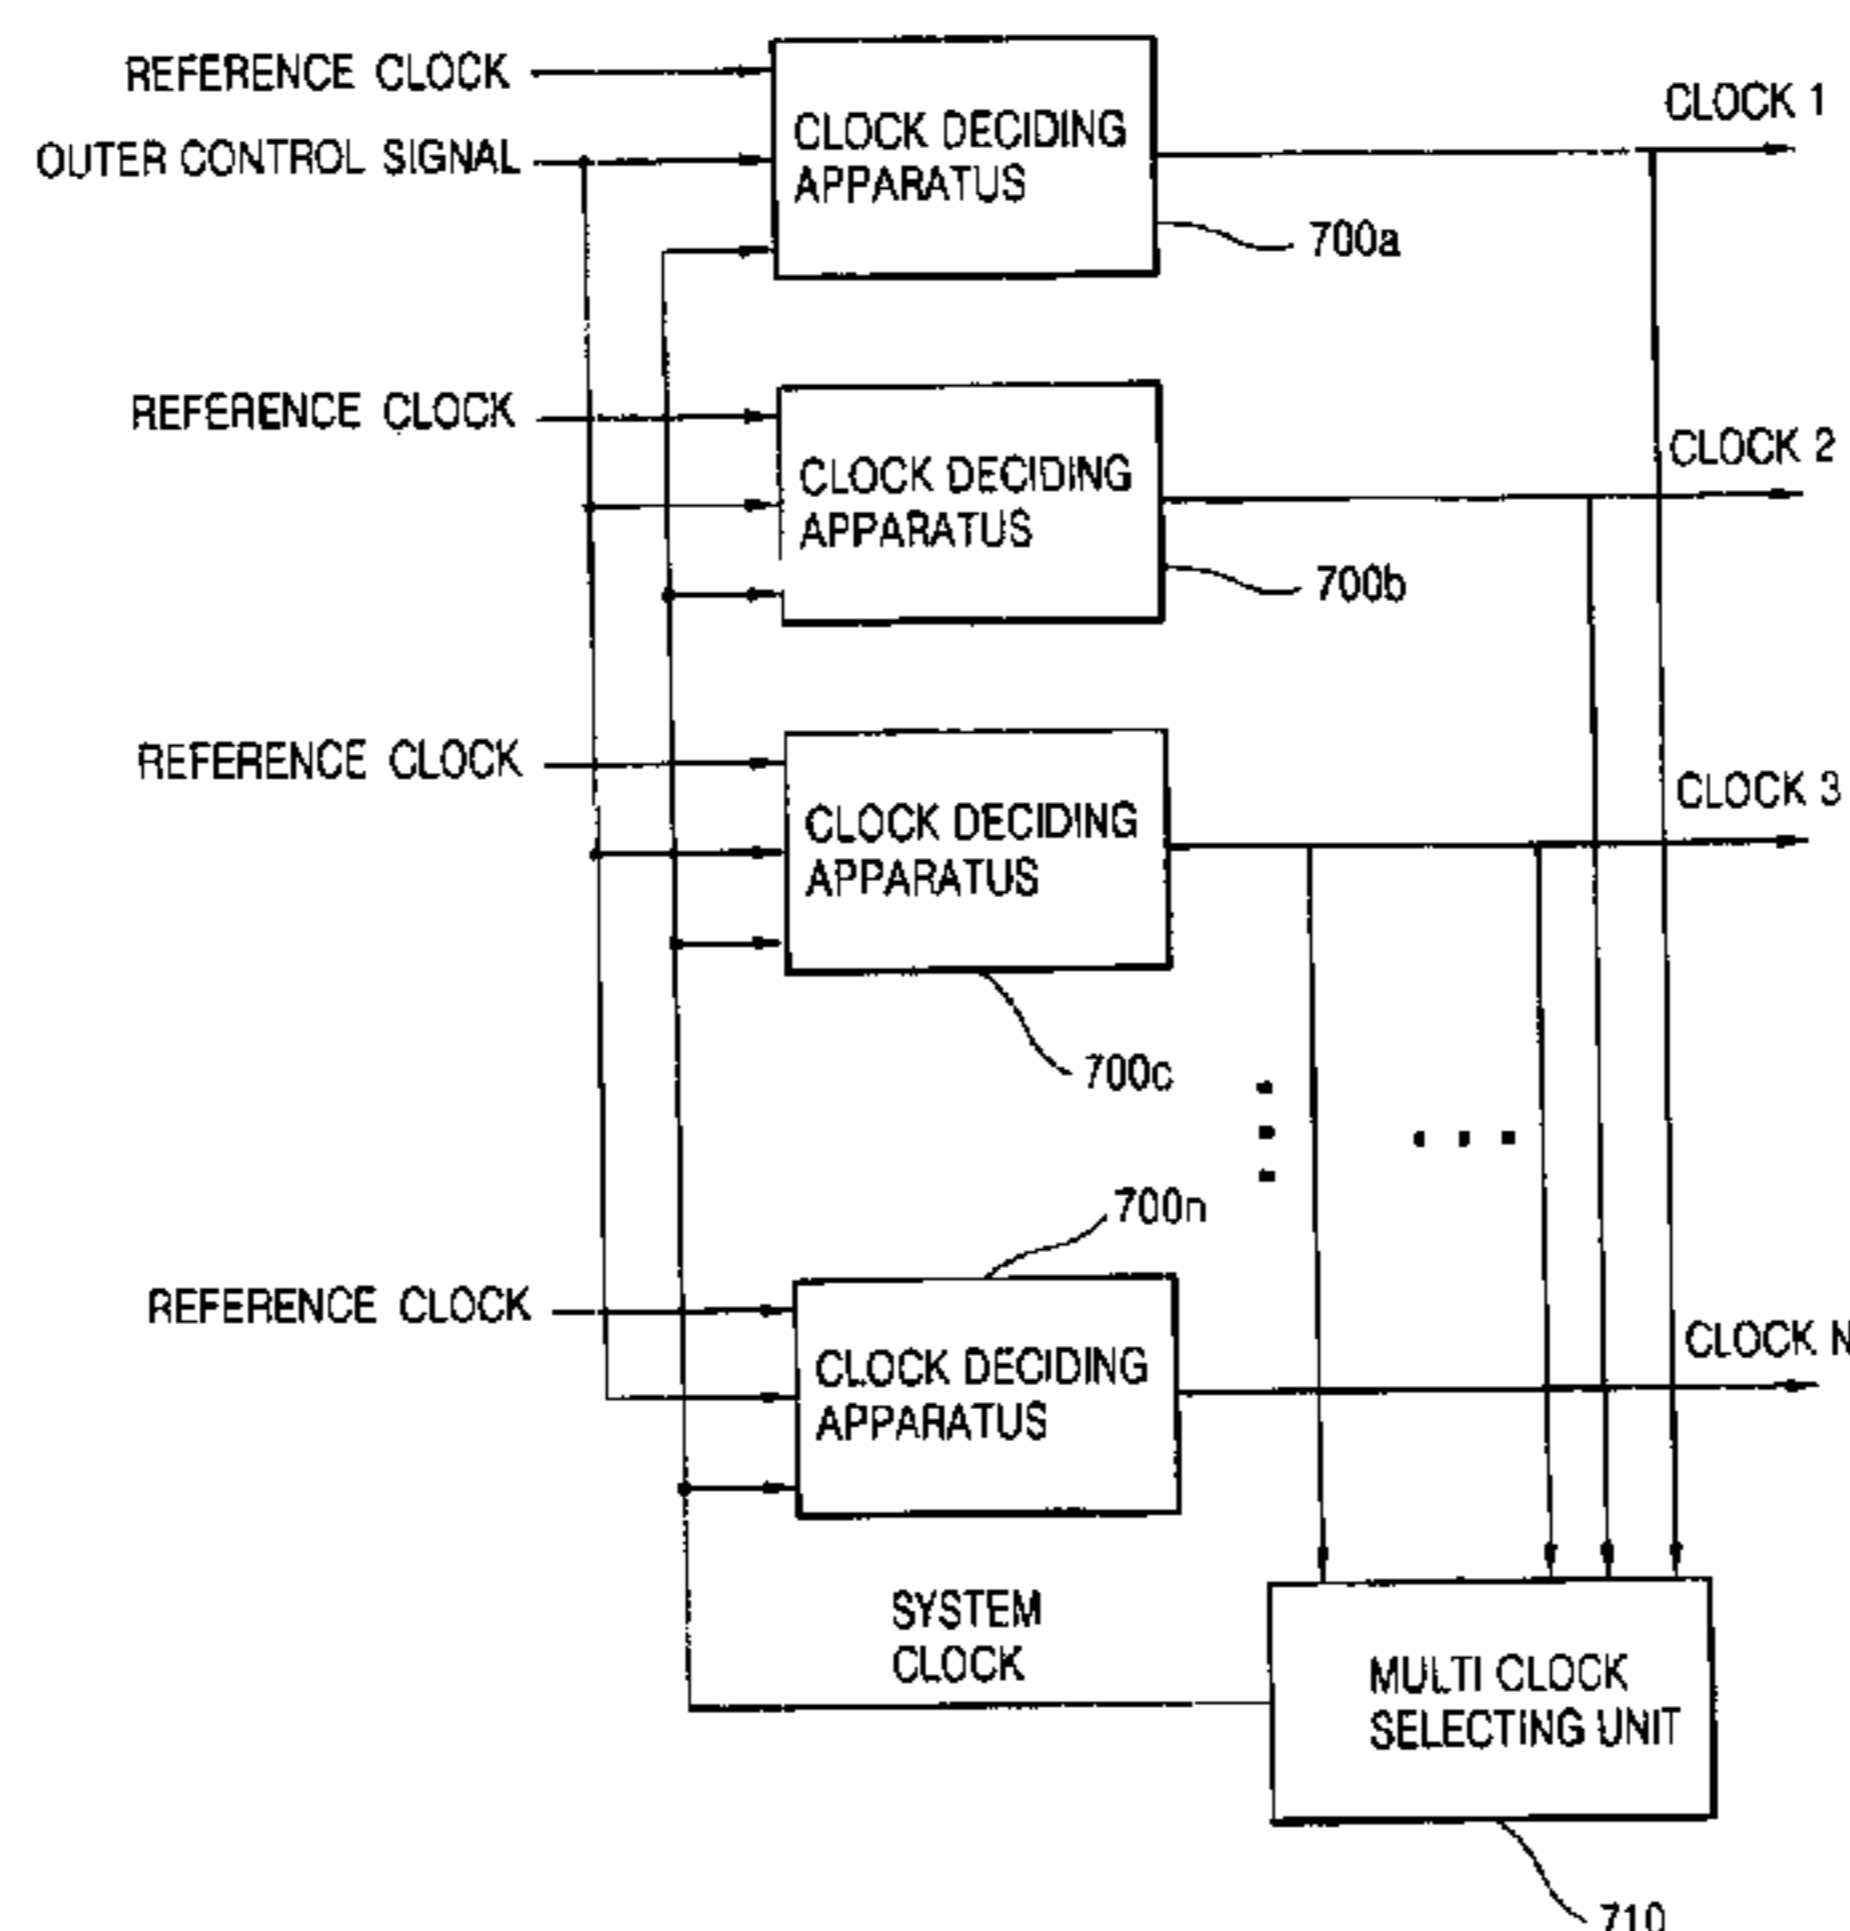 REFERENCE CLOCK
OUTER CONTROL SIGNAL
CLOCK DECIDING
APPARATUS
CLOCK 1
700a
REFERENCE CLOCK
CLOCK DECIDING
APPARATUS
CLOCK 2
700b
REFERENCE CLOCK
CLOCK DECIDING
APPARATUS
CLOCK 3
700c
700n
REFERENCE CLOCK
CLOCK DECIDING
APPARATUS
CLOCK N
SYSTEM
CLOCK
MULTI CLOCK
SELECTING UNIT
710